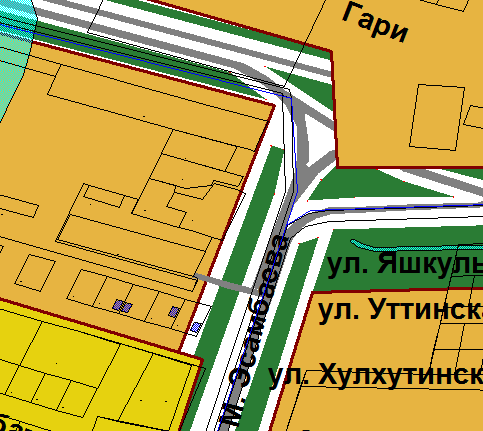 Гари
ул. Яшкуль
ул. Уттинска
ул. Хулхутинск
М. Эсамбаева